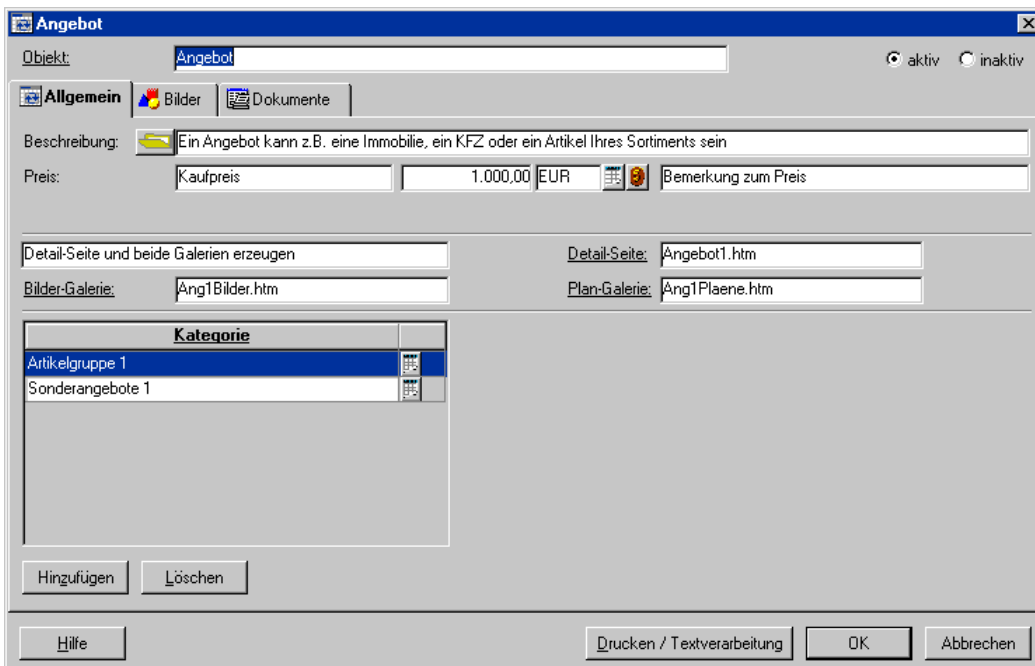 Angebot
Objekt: Angebot aktiv inaktiv
Allgemein Bilder Dokumente
Beschreibung: Ein Angebot kann z.B. eine Immobilie, ein KFZ oder ein Artikel Ihres Sortiments sein
Preis: Kaufpreis 1.000,00 EUR Bemerkung zum Preis
Detail-Seite und beide Galerien erzeugen Detail-Seite: Angebot1.htm
Bilder-Galerie: Ang1Bilder.htm Plan-Galerie: Ang1Plaene.htm
Kategorie
Artikelgruppe 1
Sonderangebote 1
Hinzufügen Löschen
Hilfe Drucken / Textverarbeitung OK Abbrechen